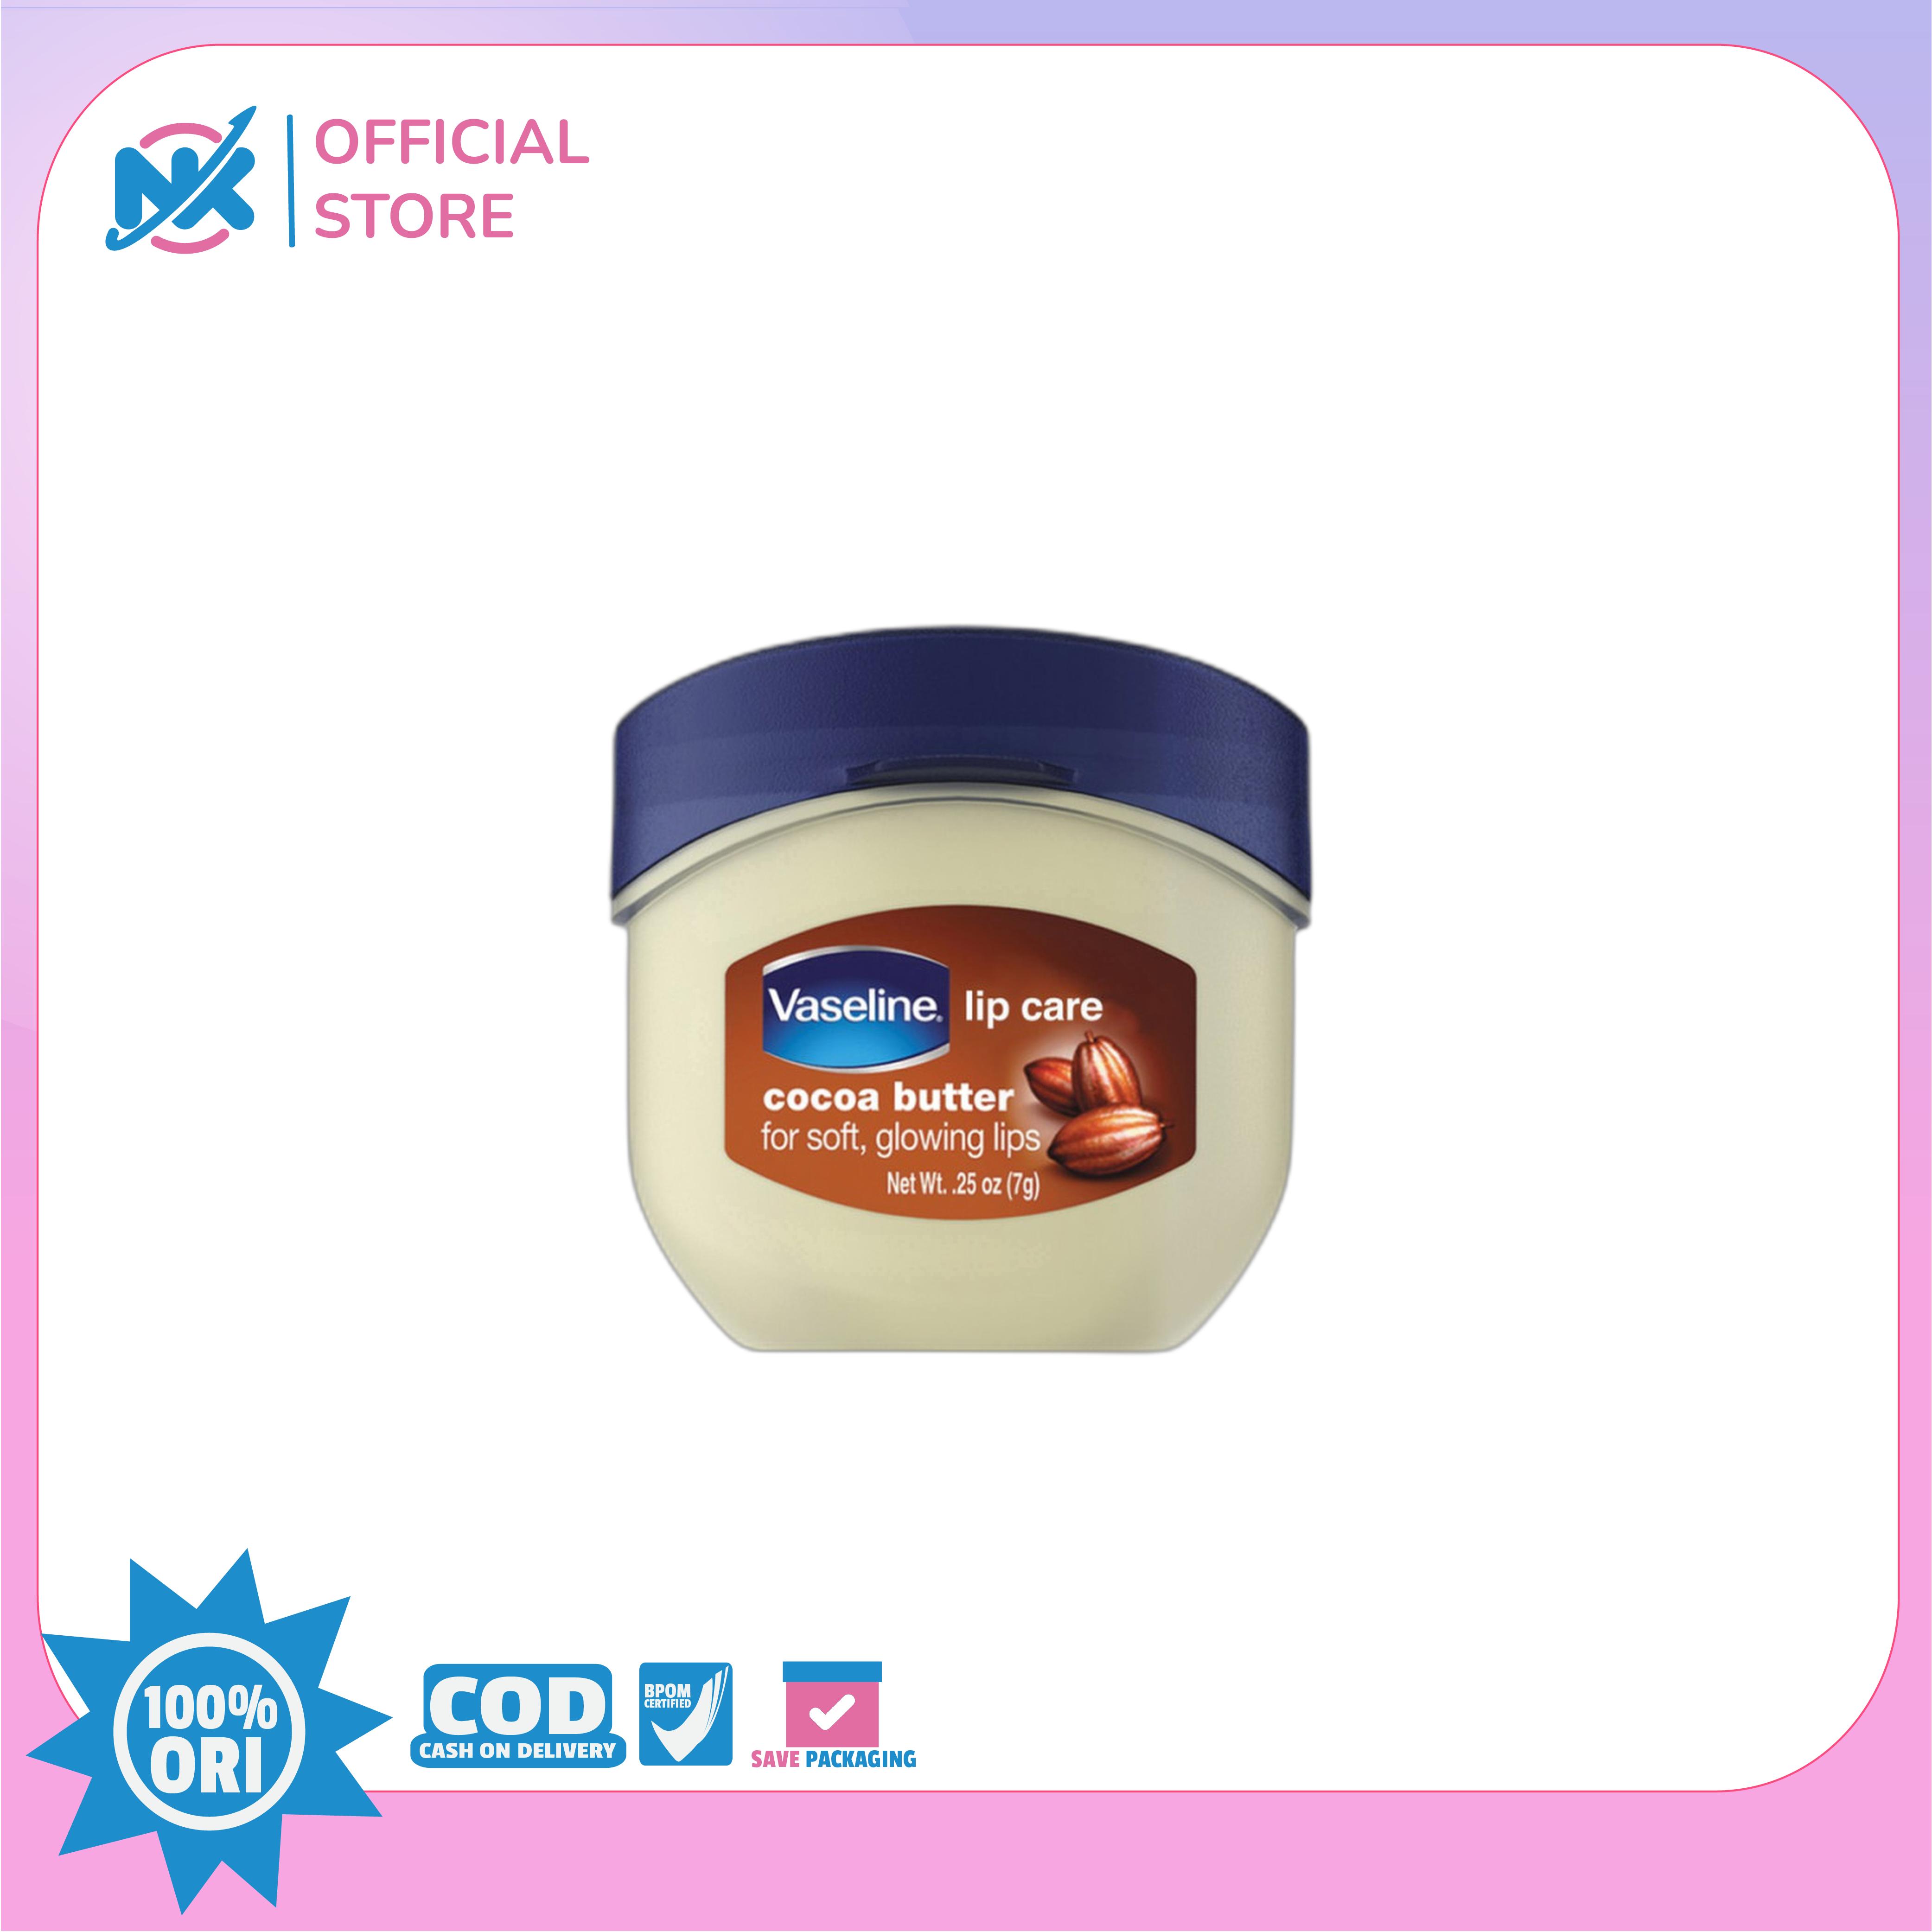 NK
OFFICIAL
STORE
Vaseline® lip care
cocoa butter
for soft, glowing lips
Net Wt. .25 oz (7g)
100%
ORI
COD
CASH ON DELIVERY
BPOM
CERTIFIED
SAVE PACKAGING